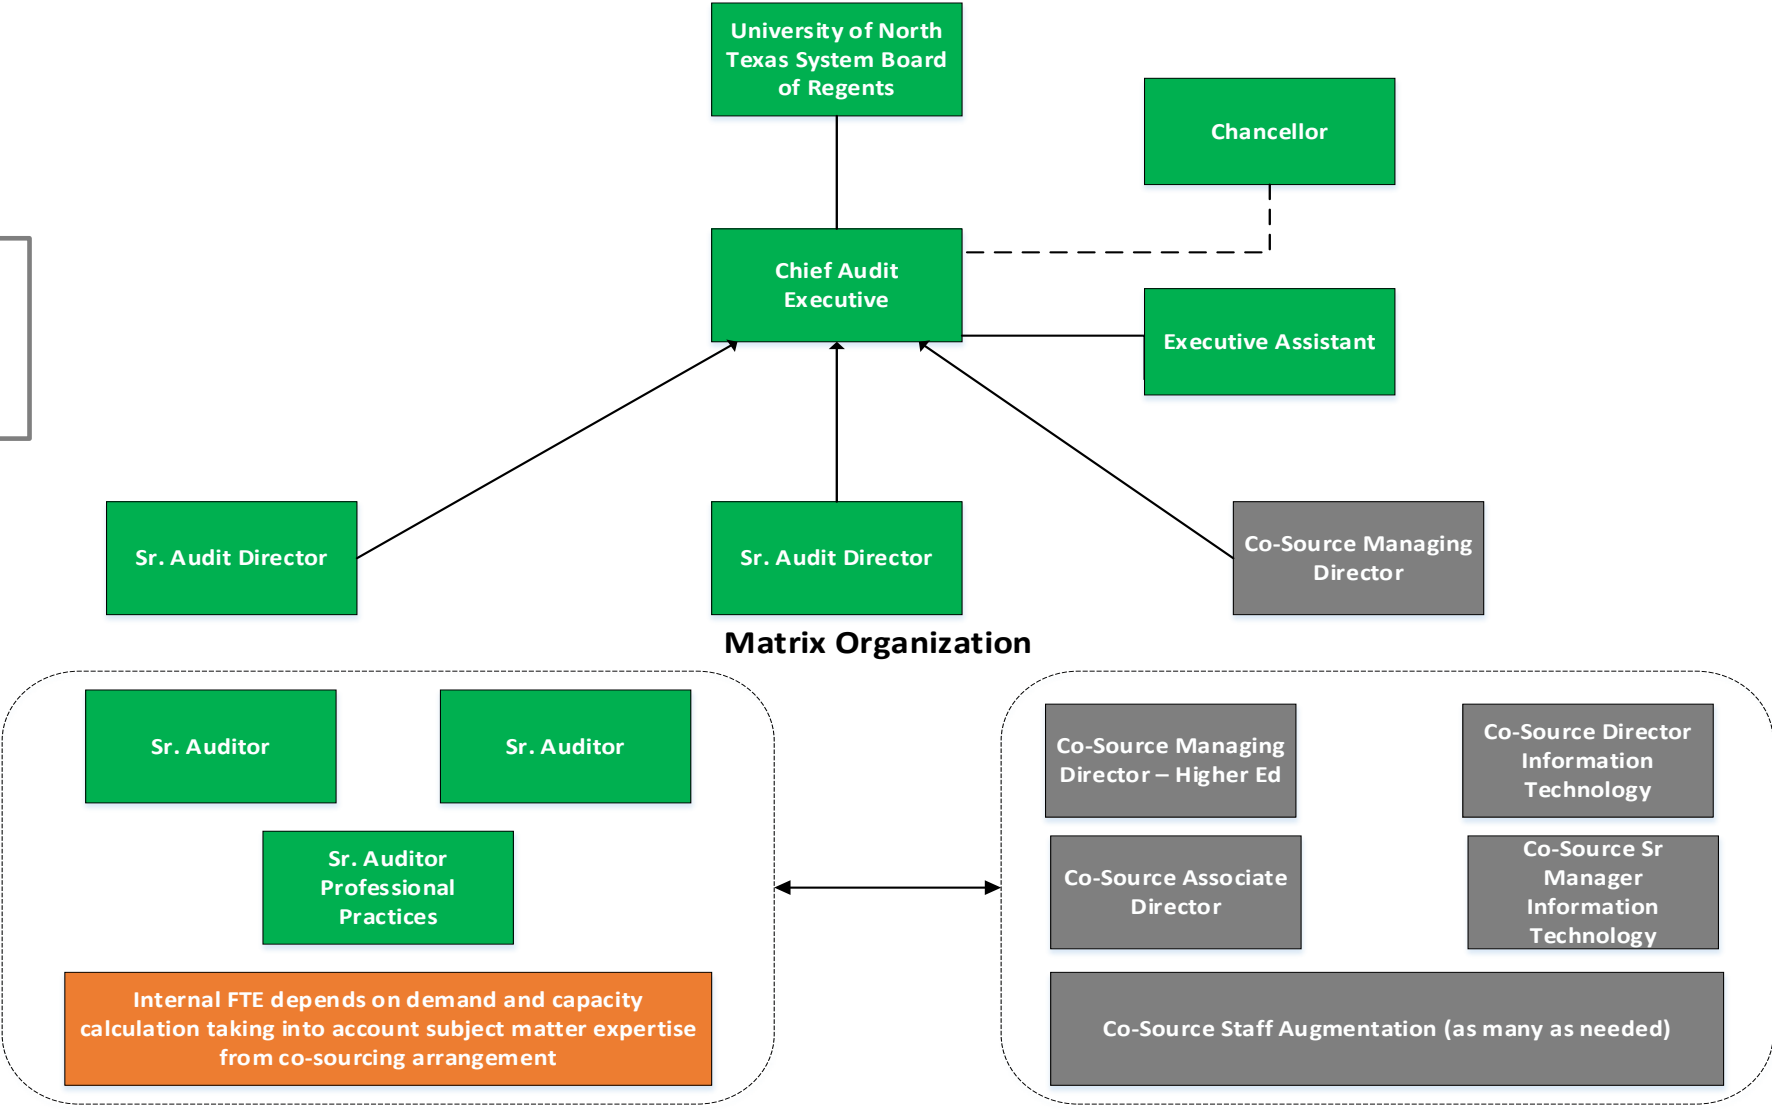 University of North
Texas System Board
of Regents
Chancellor
Chief Audit
Executive
Executive Assistant
Sr. Audit Director
Sr. Audit Director
Co-Source Managing
Director
Matrix Organization
Sr. Auditor
Sr. Auditor
Sr. Auditor
Professional
Practices
Internal FTE depends on demand and capacity
calculation taking into account subject matter expertise
from co-sourcing arrangement
Co-Source Managing
Director – Higher Ed
Co-Source Director
Information
Technology
Co-Source Associate
Director
Co-Source Sr
Manager
Information
Technology
Co-Source Staff Augmentation (as many as needed)